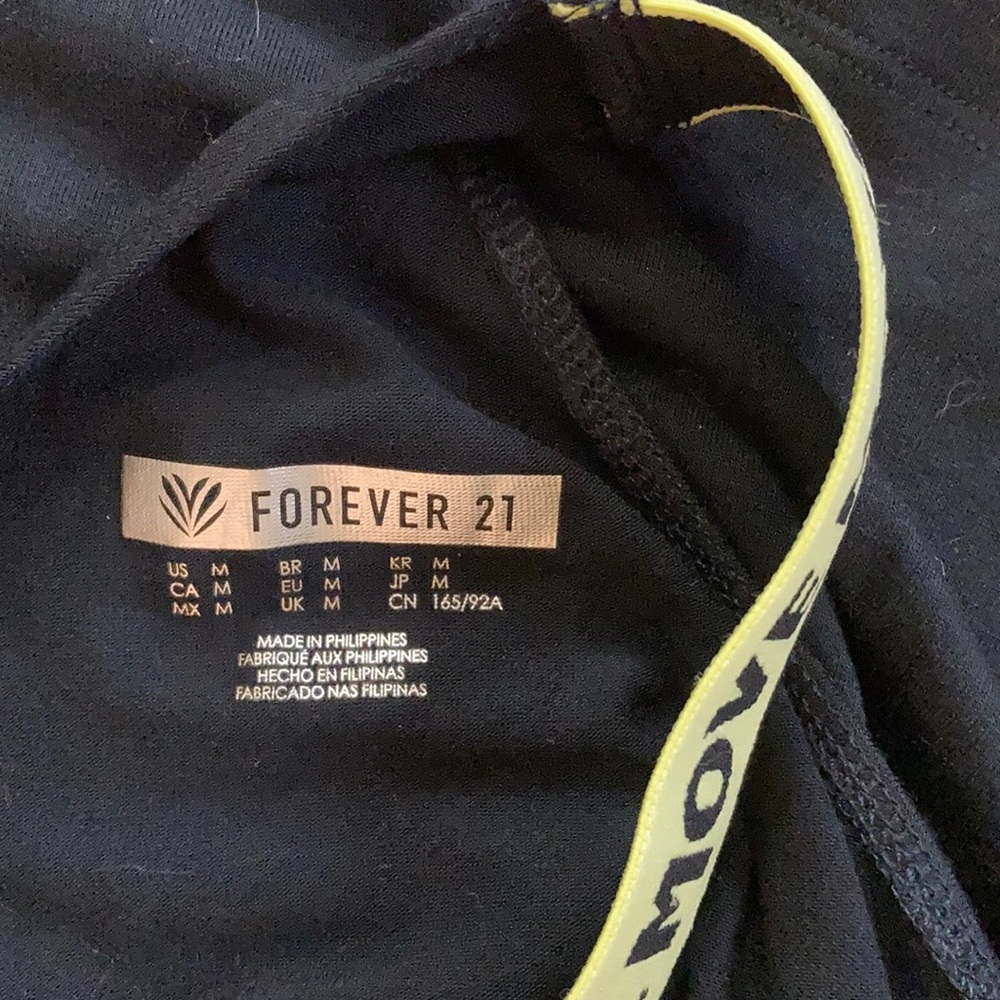 FOREVER 21
US M BR M KR M
CA M EU M JP M
MX M UK M CN 165/92A
MADE IN PHILIPPINES
FABRIQUÉ AUX PHILIPPINES
HECHO EN FILIPINAS
FABRICADO NAS FILIPINAS
MOVE